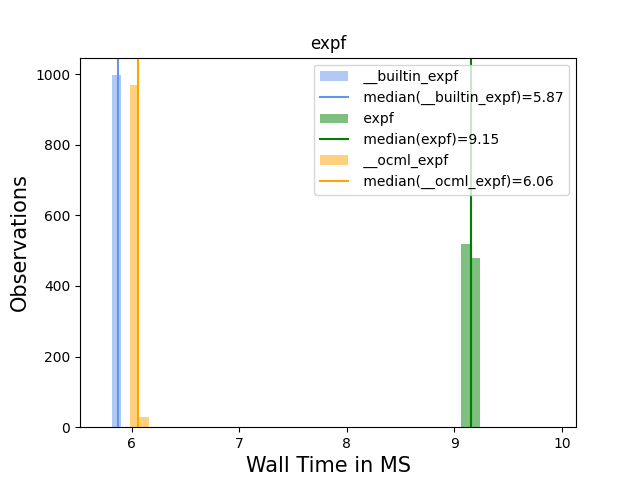 expf
1000
800
600
400
200
0
Observations
__builtin_expf
median(__builtin_expf)=5.87
expf
median(expf)=9.15
__ocml_expf
median(__ocml_expf)=6.06
6 7 8 9 10
Wall Time in MS